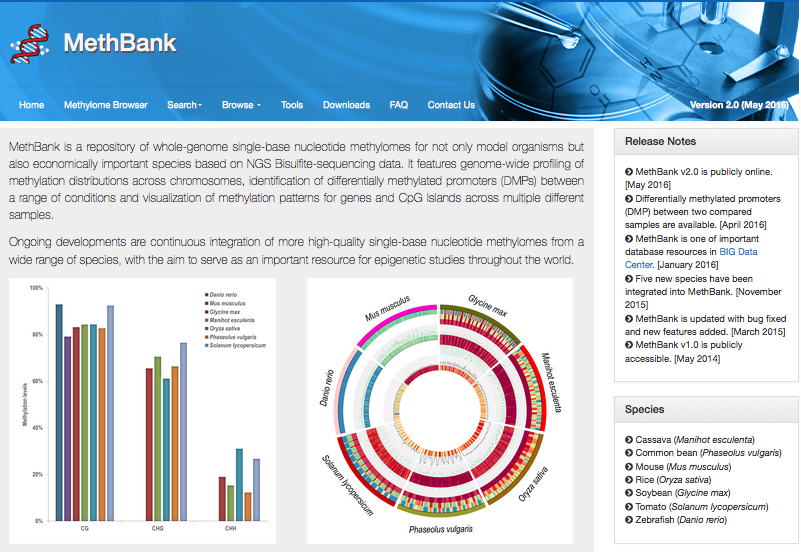 MethBank
Home Methylome Browser Search Browse Tools Downloads FAQ Contact Us Version 2.0 (May 2016)
MethBank is a repository of whole-genome single-base nucleotide methylomes for not only model organisms but
also economically important species based on NGS Bisulfite-sequencing data. It features genome-wide profiling of
methylation distributions across chromosomes, identification of differentially methylated promoters (DMPs) between
a range of conditions and visualization of methylation patterns for genes and CpG Islands across multiple different
samples.
Ongoing developments are continuous integration of more high-quality single-base nucleotide methylomes from a
wide range of species, with the aim to serve as an important resource for epigenetic studies throughout the world.
100%
80%
60%
40%
20%
0%
Methylation levels
CG CHG CHH
Danio rerio
Mus musculus
Glycine max
Manihot esculenta
Oryza sativa
Phaseolus vulgaris
Solanum lycopersicum
Mus musculus
Glycine max
Manihot esculenta
Oryza sativa
Phaseolus vulgaris
Solanum lycopersicum
Danio rerio
Release Notes
MethBank v2.0 is publicly online.
[May 2016]
Differentially methylated promoters
(DMP) between two compared
samples are available. [April 2016]
MethBank is one of important
database resources in BIG Data
Center. [January 2016]
Five new species have been
integrated into MethBank. [November
2015]
MethBank is updated with bug fixed
and new features added. [March 2015]
MethBank v1.0 is publicly
accessible. [May 2014]
Species
Cassava (Manihot esculenta)
Common bean (Phaseolus vulgaris)
Mouse (Mus musculus)
Rice (Oryza sativa)
Soybean (Glycine max)
Tomato (Solanum lycopersicum)
Zebrafish (Danio rerio)